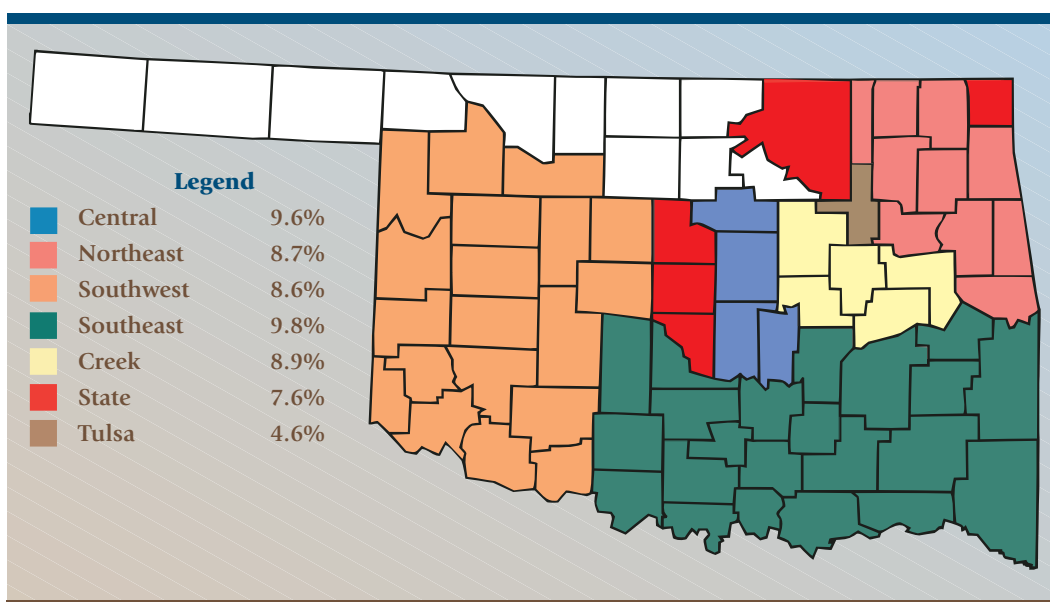 Legend
Central 9.6%
Northeast 8.7%
Southwest 8.6%
Southeast 9.8%
Creek 8.9%
State 7.6%
Tulsa 4.6%